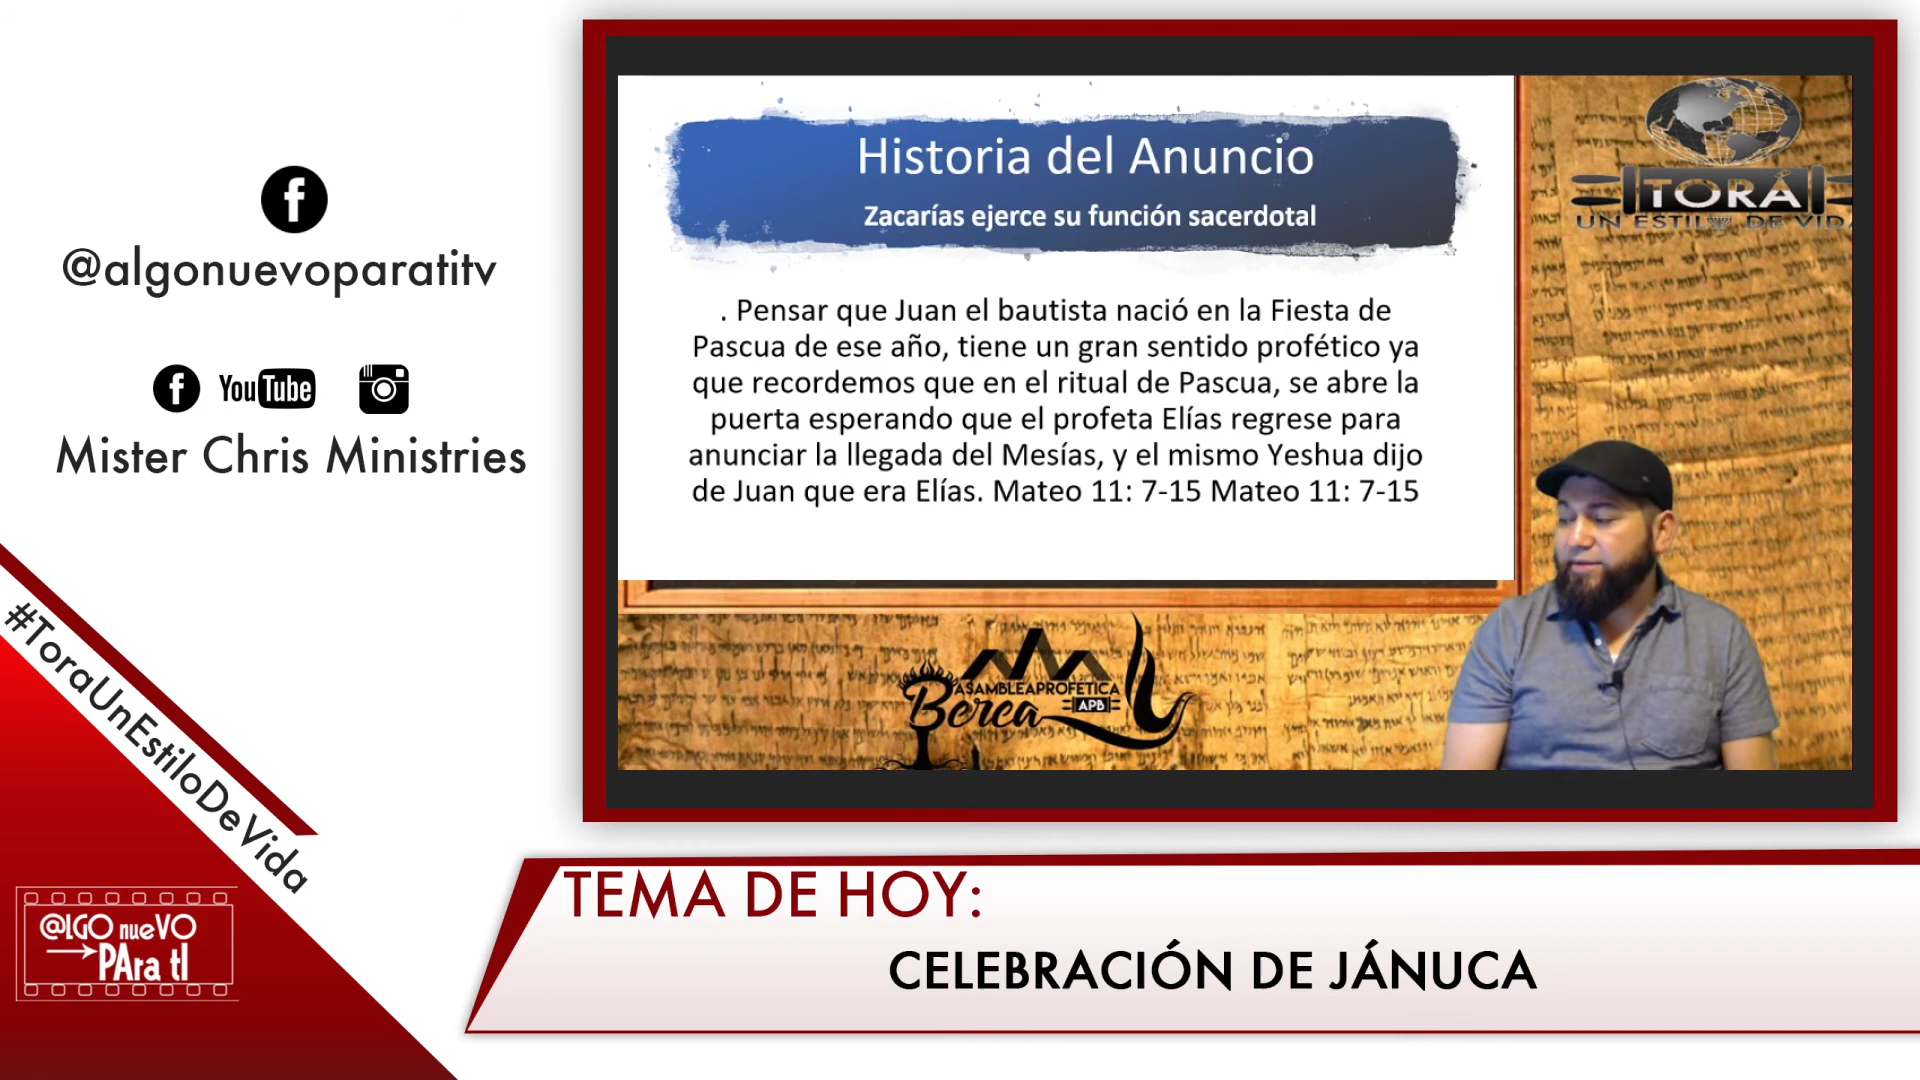 @algonuevoparatitv
YouTube
Mister Chris Ministries
#ToraUnEstiloDeVida
@LGO nueVO
PAra tI
Historia del Anuncio
Zacarías ejerce su función sacerdotal
. Pensar que Juan el bautista nació en la Fiesta de
Pascua de ese año, tiene un gran sentido profético ya
que recordemos que en el ritual de Pascua, se abre la
puerta esperando que el profeta Elías regrese para
anunciar la llegada del Mesías, y el mismo Yeshua dijo
de Juan que era Elías. Mateo 11: 7-15 Mateo 11: 7-15
TORÁ
UN ESTILO DE VIDA
ASAMBLEA PROFÉTICA
Berea
APB
TEMA DE HOY:
CELEBRACIÓN DE JÁNUCA